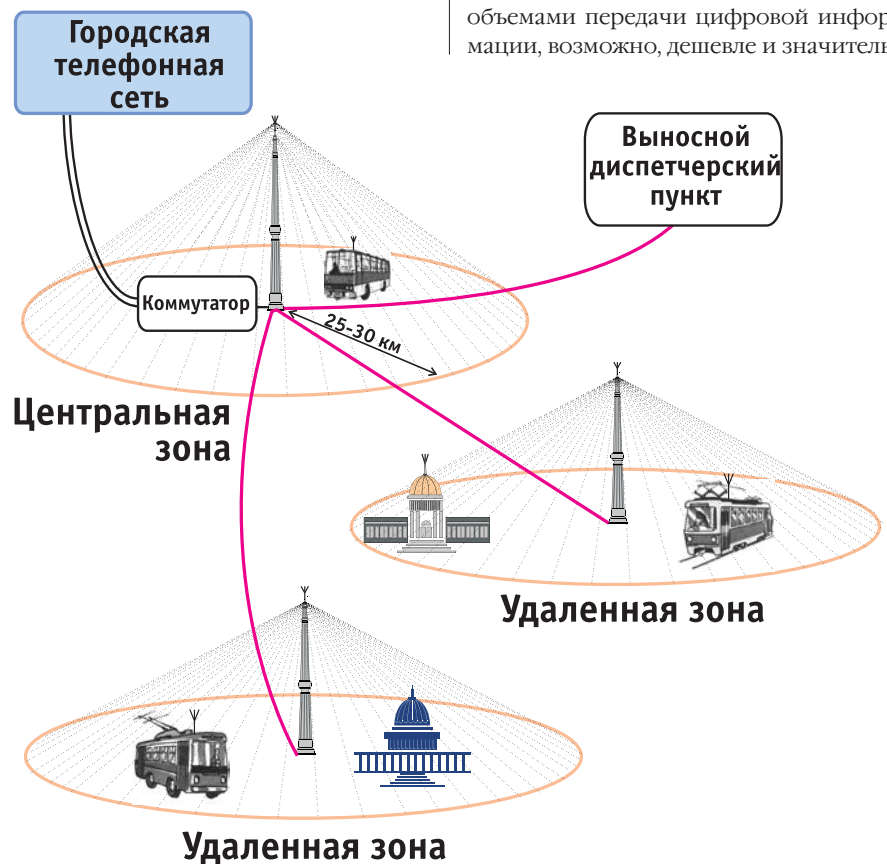 объемами передачи цифровой инфор
мации, возможно, дешевле и значитель
Городская
телефонная
сеть
Выносной
диспетчерский
пункт
Коммутатор
25-30 км
Центральная
зона
Удаленная зона
Удаленная зона